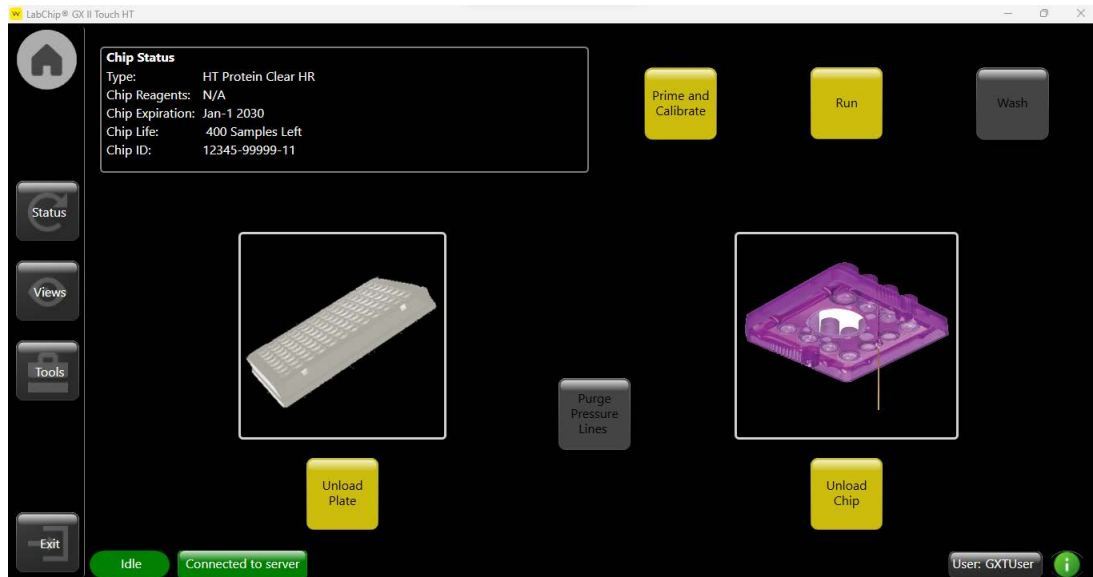 LabChip® GX II Touch HT
Chip Status
Type: HT Protein Clear HR
Chip Reagents: N/A
Chip Expiration: Jan-1 2030
Chip Life: 400 Samples Left
Chip ID: 12345-99999-11
Prime and
Calibrate
Run
Wash
Status
Views
Tools
Purge
Pressure
Lines
Unload
Plate
Unload
Chip
Exit
Idle
Connected to server
User: GXTUser
i